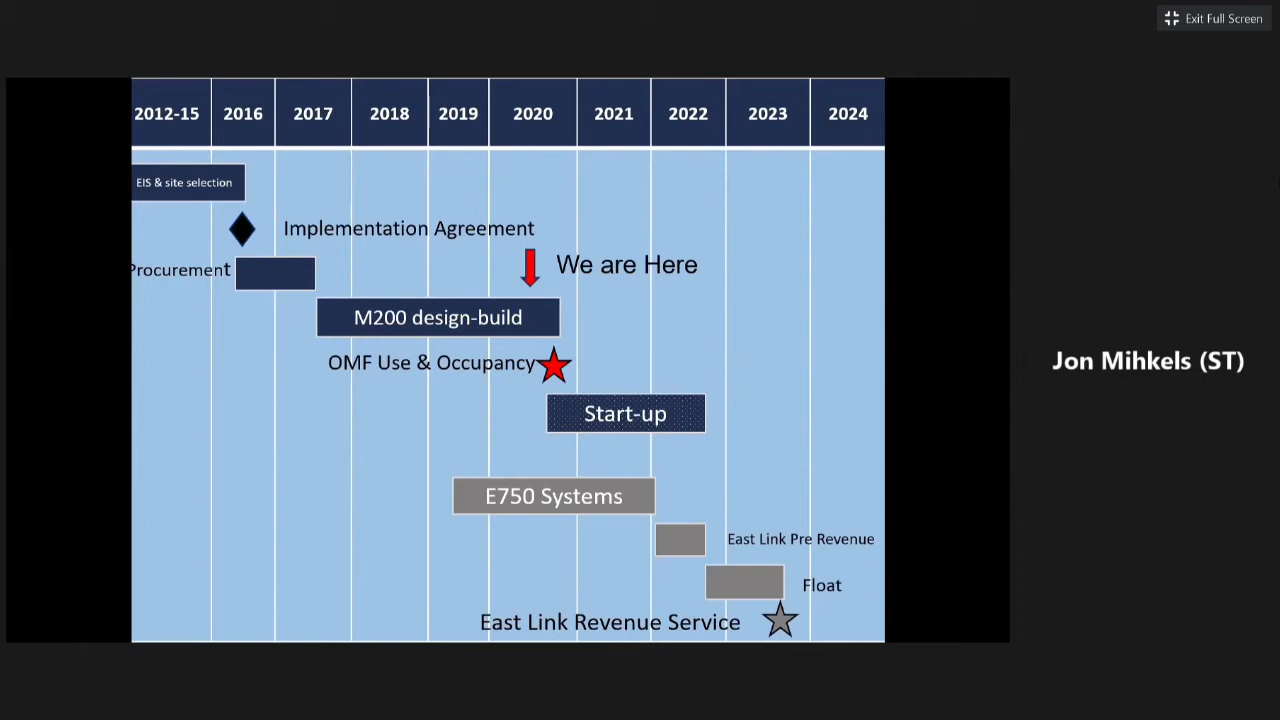 Exit Full Screen
2012-15 2016 2017 2018 2019 2020 2021 2022 2023 2024
EIS & site selection
Implementation Agreement
We are Here
Procurement
M200 design-build
OMF Use & Occupancy
Jon Mihkels (ST)
Start-up
E750 Systems
East Link Pre Revenue
Float
East Link Revenue Service